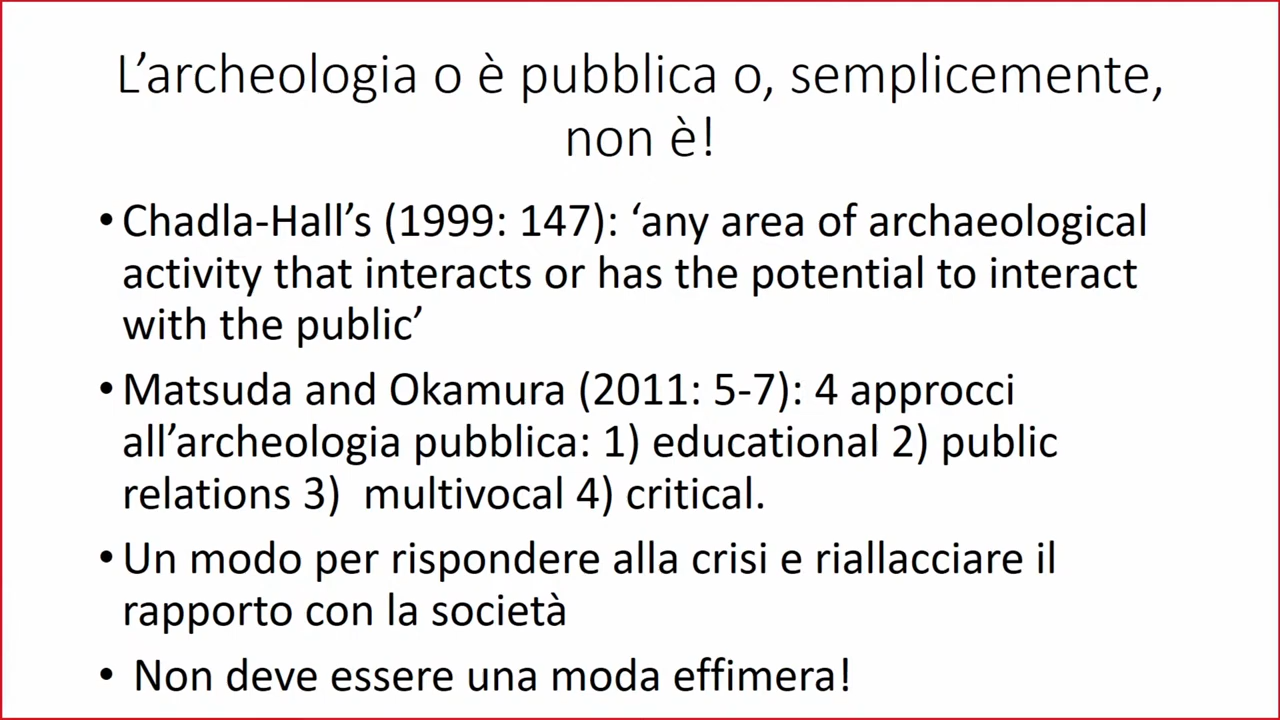 L’archeologia o è pubblica o, semplicemente,
non è!
• Chadla-Hall’s (1999: 147): ‘any area of archaeological
activity that interacts or has the potential to interact
with the public’
• Matsuda and Okamura (2011: 5-7): 4 approcci
all’archeologia pubblica: 1) educational 2) public
relations 3)  multivocal 4) critical.
• Un modo per rispondere alla crisi e riallacciare il
rapporto con la società
•  Non deve essere una moda effimera!